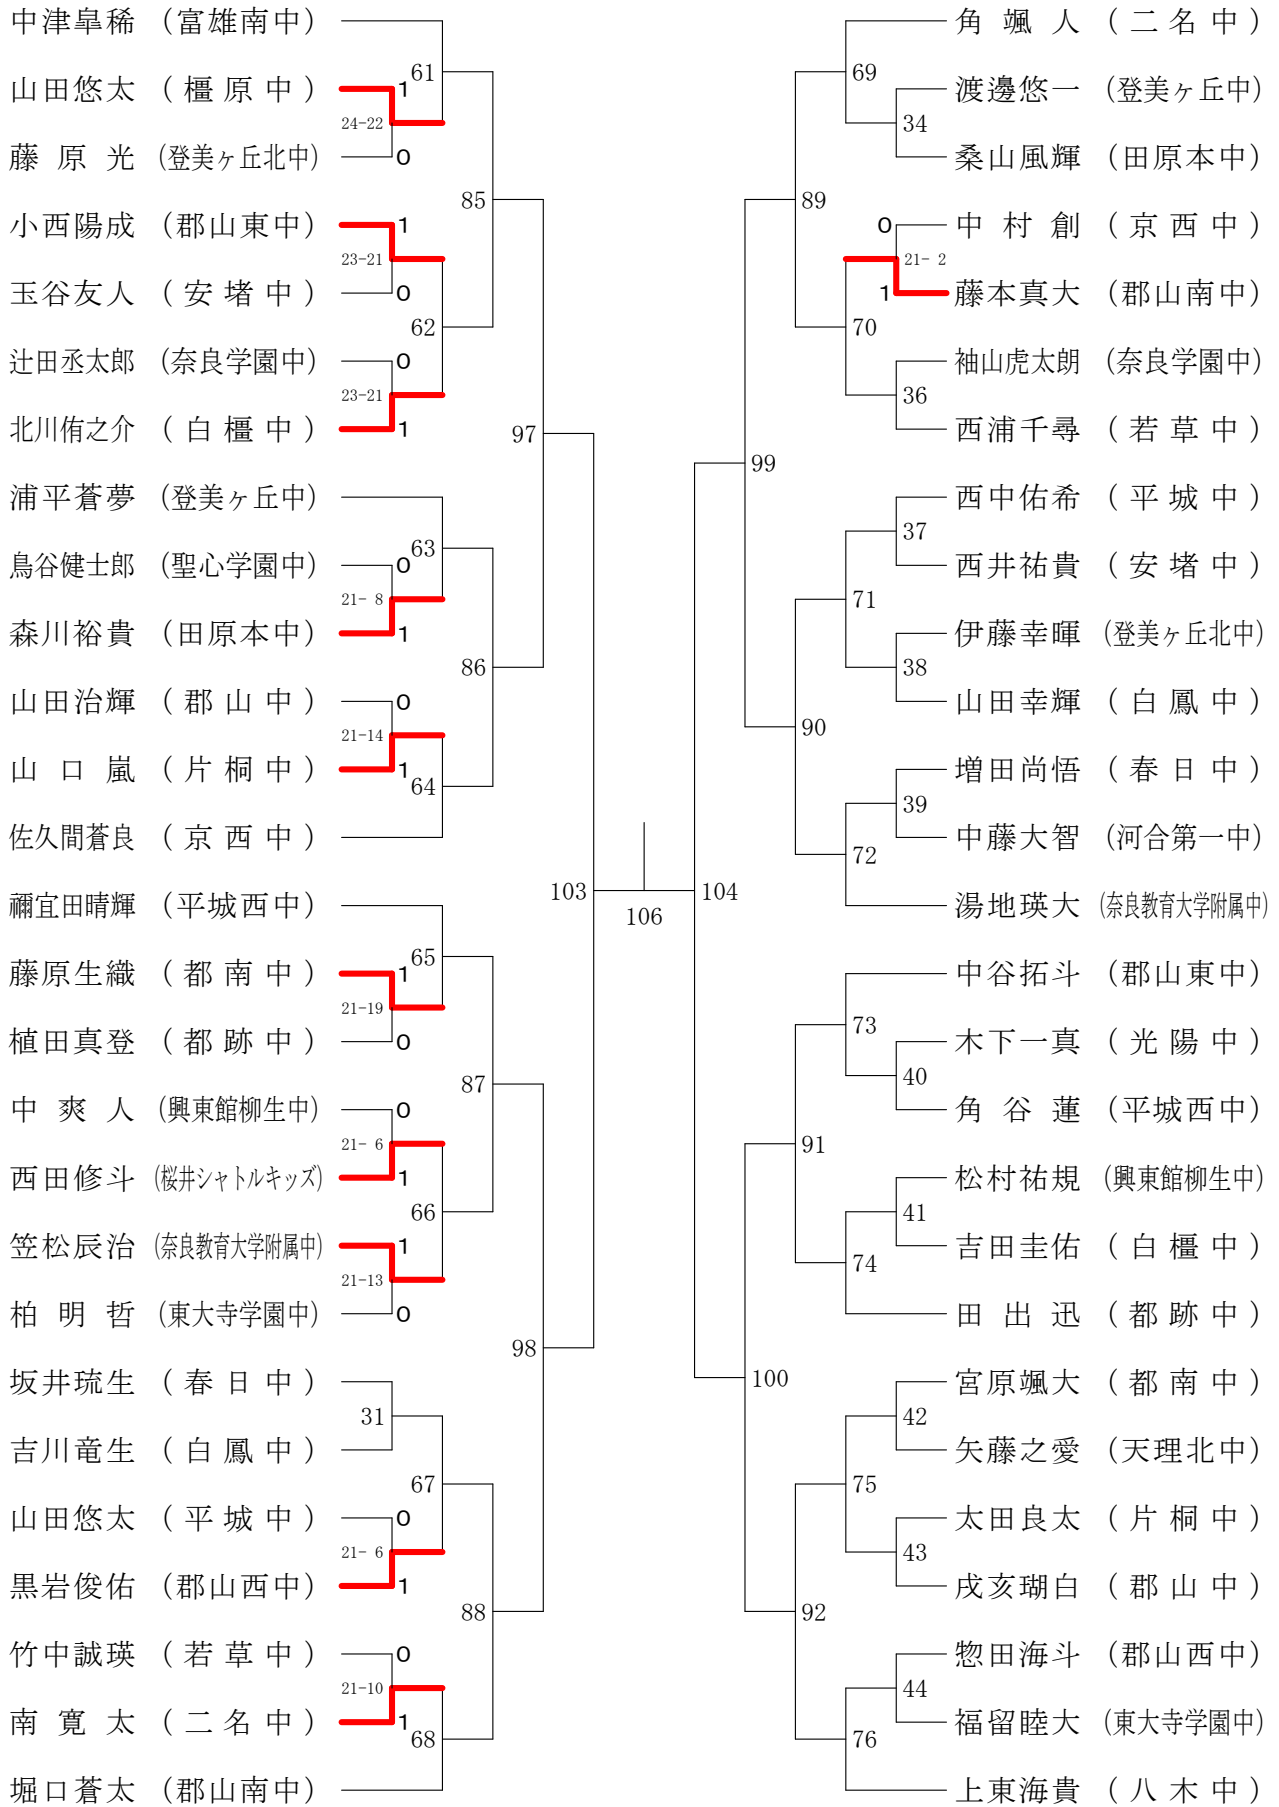 中津皐稀 (富雄南中)
61
山田悠太 (橿原中) 1
24-22
藤原光 (登美ヶ丘北中) 0
85
小西陽成 (郡山東中) 1
23-21
玉谷友人 (安堵中) 0
62
辻田丞太郎 (奈良学園中) 0
23-21
北川侑之介 (白橿中) 1
97
浦平蒼夢 (登美ヶ丘中)
63
鳥谷健士郎 (聖心学園中) 0
21- 8
森川裕貴 (田原本中) 1
86
山田治輝 (郡山中) 0
21-14
山口嵐 (片桐中) 1
64
佐久間蒼良 (京西中)
103
禰宜田晴輝 (平城西中)
65
藤原生織 (都南中) 1
21-19
植田真登 (都跡中) 0
87
中爽人 (興東館柳生中) 0
21- 6
西田修斗 (桜井シャトルキッズ) 1
66
笠松辰治 (奈良教育大学附属中) 1
21-13
柏明哲 (東大寺学園中) 0
98
坂井琉生 (春日中)
31
吉川竜生 (白鳳中)
67
山田悠太 (平城中) 0
21- 6
黒岩俊佑 (郡山西中) 1
88
竹中誠瑛 (若草中) 0
21-10
南寛太 (二名中) 1
68
堀口蒼太 (郡山南中)
106
角颯人 (二名中)
69
渡邊悠一 (登美ヶ丘中)
34
桑山風輝 (田原本中)
89
0 中村創 (京西中)
21- 2
1 藤本真大 (郡山南中)
70
袖山虎太朗 (奈良学園中)
36
西浦千尋 (若草中)
99
西中佑希 (平城中)
37
西井祐貴 (安堵中)
71
伊藤幸暉 (登美ヶ丘北中)
38
山田幸輝 (白鳳中)
90
増田尚悟 (春日中)
39
中藤大智 (河合第一中)
72
湯地瑛大 (奈良教育大学附属中)
104
中谷拓斗 (郡山東中)
73
木下一真 (光陽中)
40
角谷蓮 (平城西中)
91
松村祐規 (興東館柳生中)
41
吉田圭佑 (白橿中)
74
田出迅 (都跡中)
100
宮原颯大 (都南中)
42
矢藤之愛 (天理北中)
75
太田良太 (片桐中)
43
戌亥瑚白 (郡山中)
92
惣田海斗 (郡山西中)
44
福留睦大 (東大寺学園中)
76
上東海貴 (八木中)